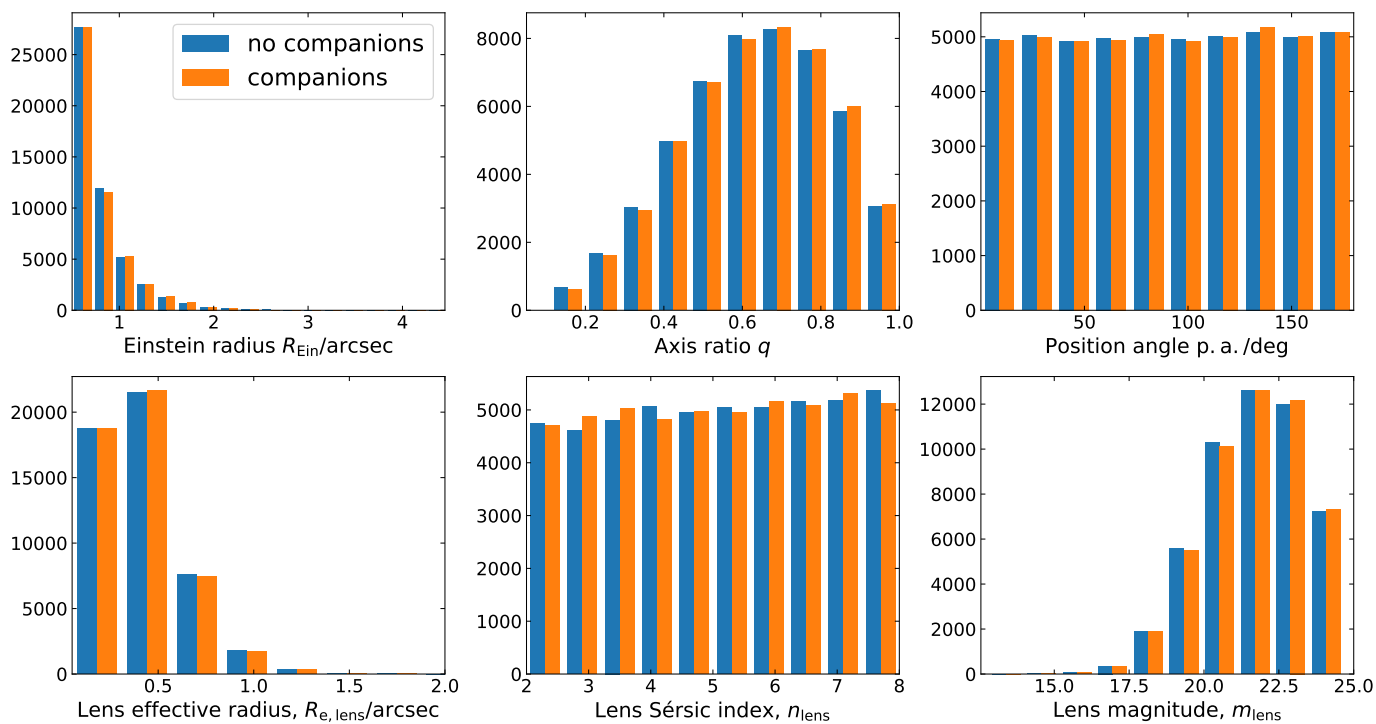 25000
20000
15000
10000
5000
0
1 2 3 4
Einstein radius R_Ein/arcsec
no companions
companions
8000
6000
4000
2000
0
0.2 0.4 0.6 0.8 1.0
Axis ratio q
5000
4000
3000
2000
1000
0
50 100 150
Position angle p. a. /deg
20000
15000
10000
5000
0
0.5 1.0 1.5 2.0
Lens effective radius, R_e, lens/arcsec
5000
4000
3000
2000
1000
0
2 3 4 5 6 7 8
Lens Sérsic index, n_lens
12000
10000
8000
6000
4000
2000
0
15.0 17.5 20.0 22.5 25.0
Lens magnitude, m_lens